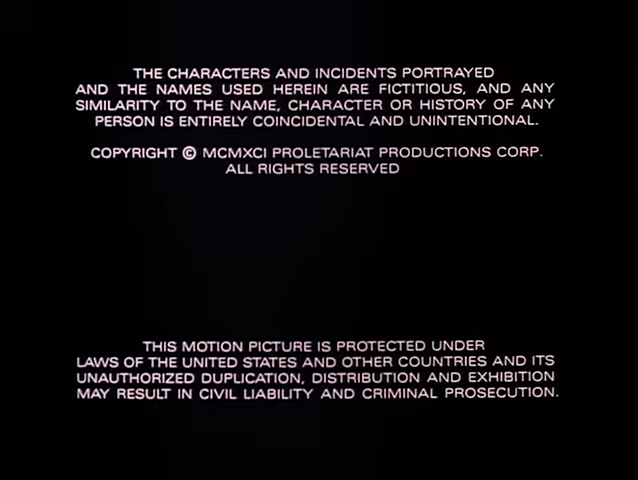 THE CHARACTERS AND INCIDENTS PORTRAYED
AND THE NAMES USED HEREIN ARE FICTITIOUS, AND ANY
SIMILARITY TO THE NAME, CHARACTER OR HISTORY OF ANY
PERSON IS ENTIRELY COINCIDENTAL AND UNINTENTIONAL.
COPYRIGHT © MCMXCI PROLETARIAT PRODUCTIONS CORP.
ALL RIGHTS RESERVED
THIS MOTION PICTURE IS PROTECTED UNDER
LAWS OF THE UNITED STATES AND OTHER COUNTRIES AND ITS
UNAUTHORIZED DUPLICATION, DISTRIBUTION AND EXHIBITION
MAY RESULT IN CIVIL LIABILITY AND CRIMINAL PROSECUTION.